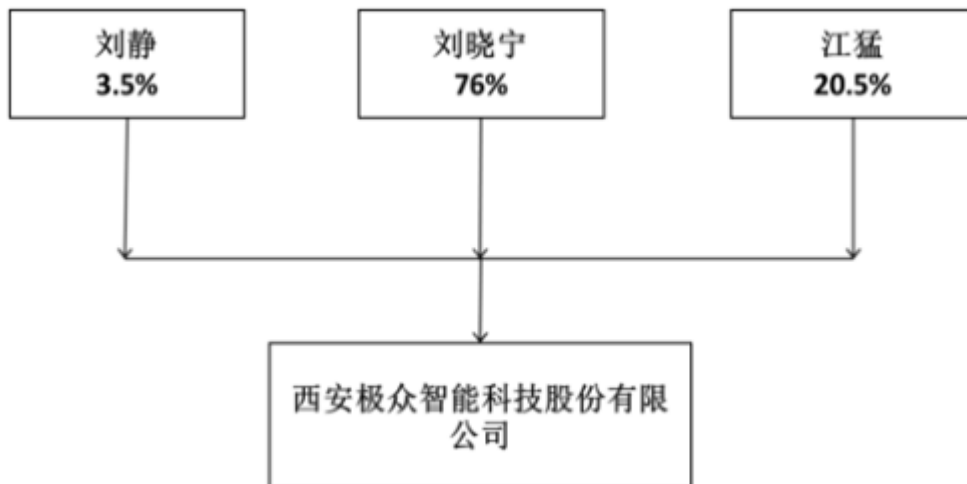 刘静
3.5%
刘晓宁
76%
江猛
20.5%
西安极众智能科技股份有限
公司